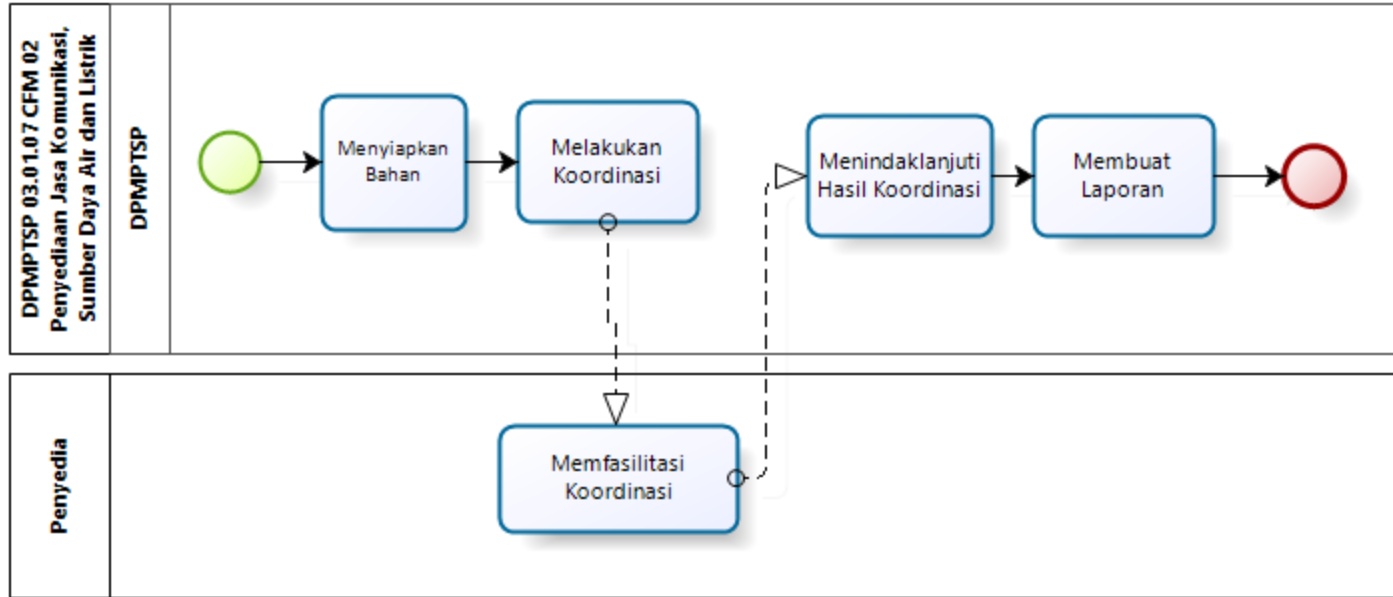 DPMPTSP 03.01.07 CFM 02
Penyediaan Jasa Komunikasi,
Sumber Daya Air dan Listrik
DPMPTSP
Menyiapkan
Bahan
Melakukan
Koordinasi
Menindaklanjuti
Hasil Koordinasi
Membuat
Laporan
Penyedia
Memfasilitasi
Koordinasi